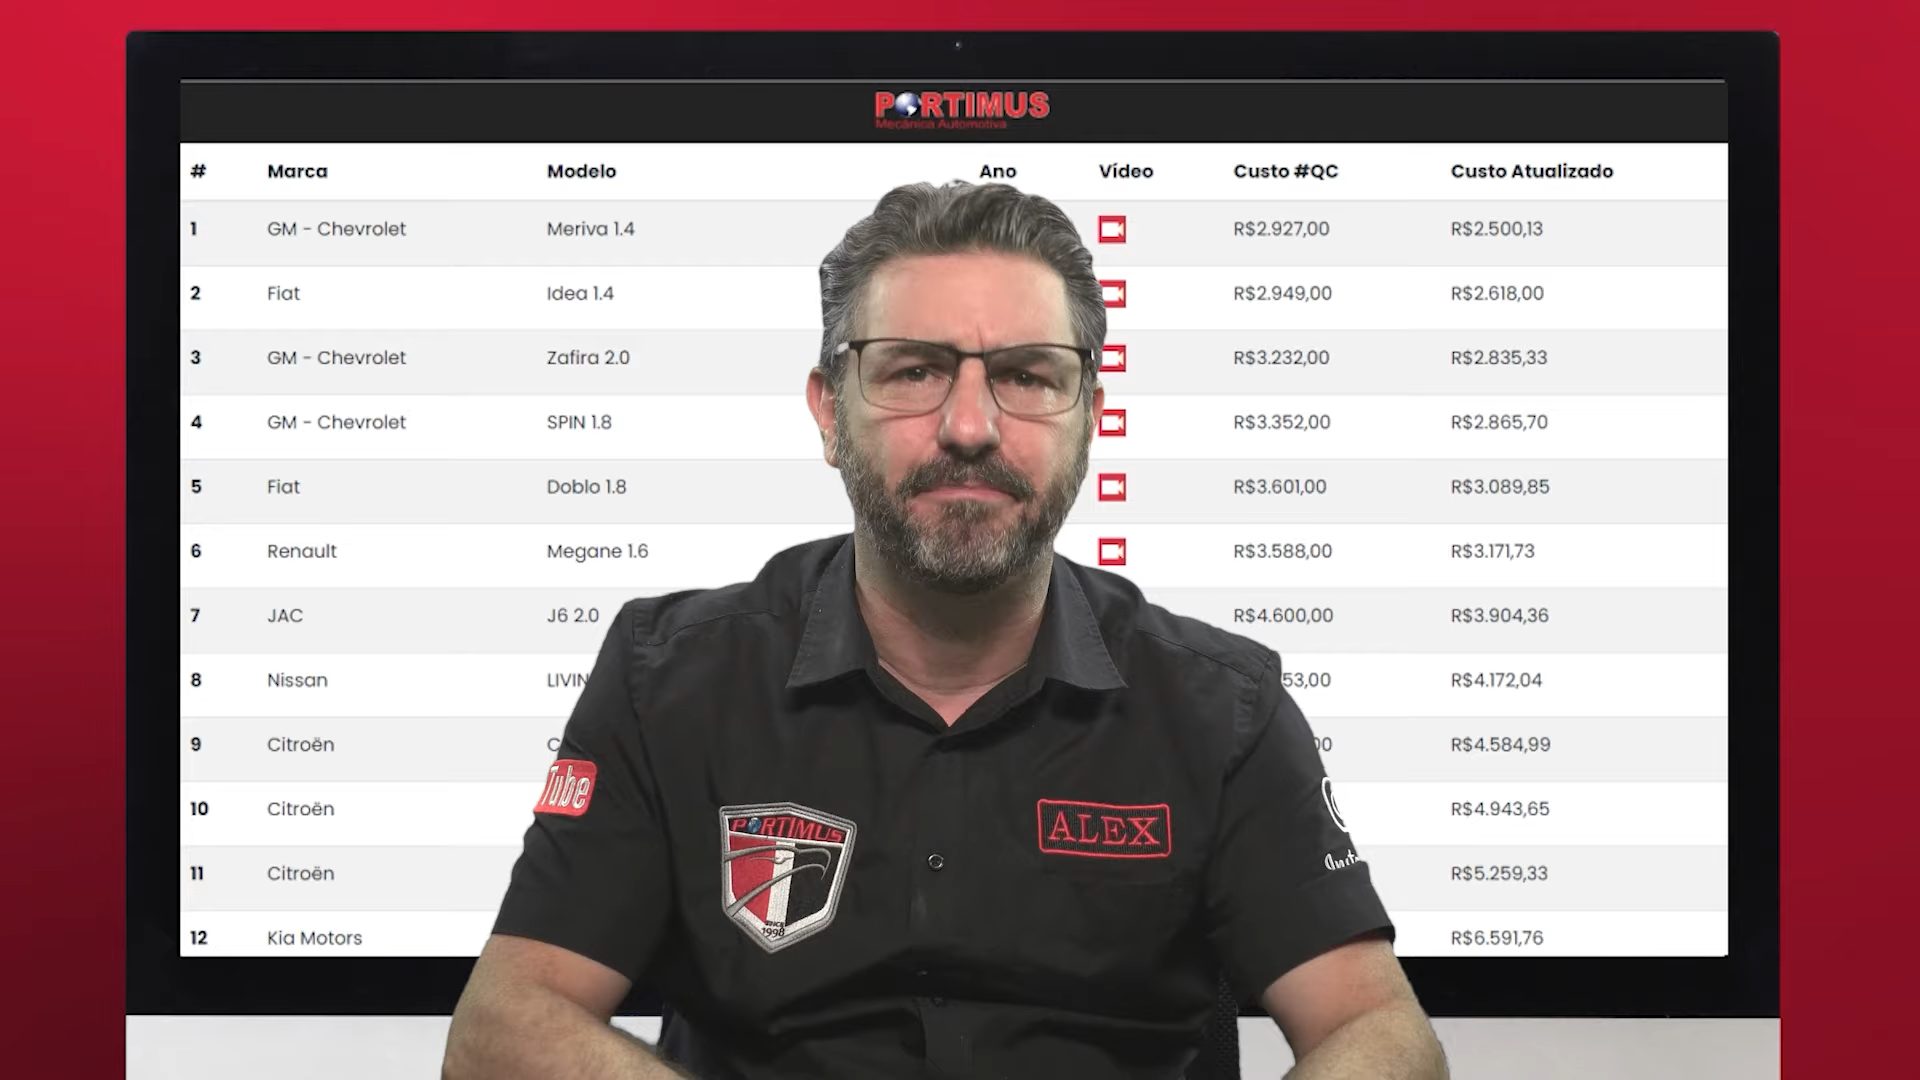 PORTIMUS
Mecânica Automotiva
# Marca Modelo Ano Vídeo Custo #QC Custo Atualizado
1 GM - Chevrolet Meriva 1.4 R$2.927,00 R$2.500,13
2 Fiat Idea 1.4 R$2.949,00 R$2.618,00
3 GM - Chevrolet Zafira 2.0 R$3.232,00 R$2.835,33
4 GM - Chevrolet SPIN 1.8 R$3.352,00 R$2.865,70
5 Fiat Doblo 1.8 R$3.601,00 R$3.089,85
6 Renault Megane 1.6 R$3.588,00 R$3.171,73
7 JAC J6 2.0 R$4.600,00 R$3.904,36
8 Nissan LIVIN 53,00 R$4.172,04
9 Citroën C 00 R$4.584,99
10 Citroën R$4.943,65
11 Citroën R$5.259,33
12 Kia Motors R$6.591,76
Tube
PORTIMUS
SINCE
1998
ALEX